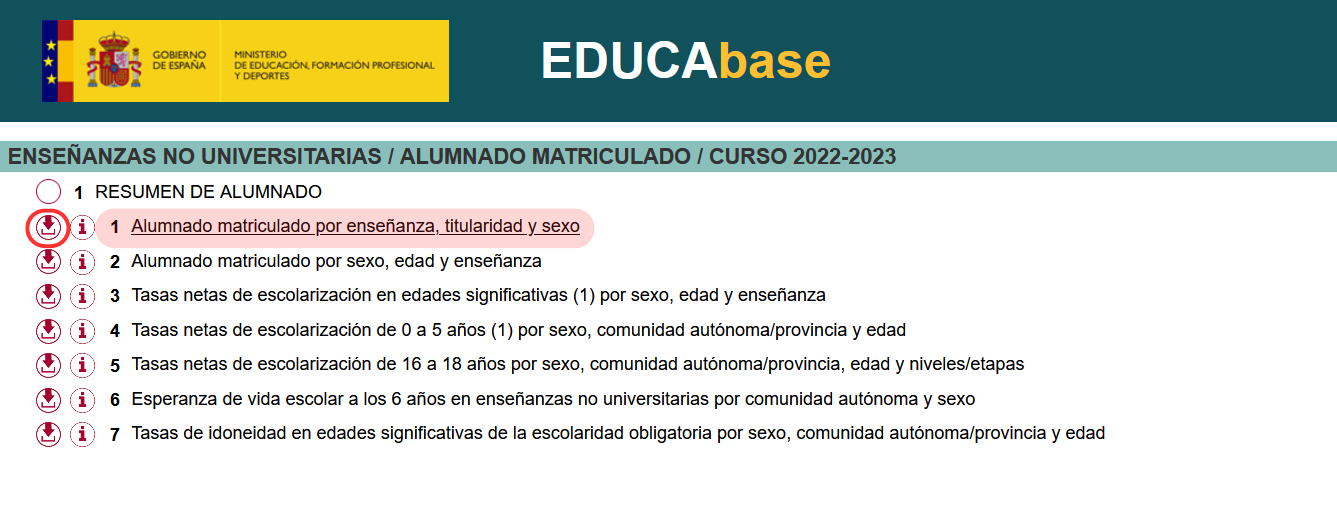 GOBIERNO
DE ESPAÑA
MINISTERIO
DE EDUCACIÓN, FORMACIÓN PROFESIONAL
Y DEPORTES
EDUCAbase
ENSEÑANZAS NO UNIVERSITARIAS / ALUMNADO MATRICULADO / CURSO 2022-2023
1 RESUMEN DE ALUMNADO
1 Alumnado matriculado por enseñanza, titularidad y sexo
2 Alumnado matriculado por sexo, edad y enseñanza
3 Tasas netas de escolarización en edades significativas (1) por sexo, edad y enseñanza
4 Tasas netas de escolarización de 0 a 5 años (1) por sexo, comunidad autónoma/provincia y edad
5 Tasas netas de escolarización de 16 a 18 años por sexo, comunidad autónoma/provincia, edad y niveles/etapas
6 Esperanza de vida escolar a los 6 años en enseñanzas no universitarias por comunidad autónoma y sexo
7 Tasas de idoneidad en edades significativas de la escolaridad obligatoria por sexo, comunidad autónoma/provincia y edad